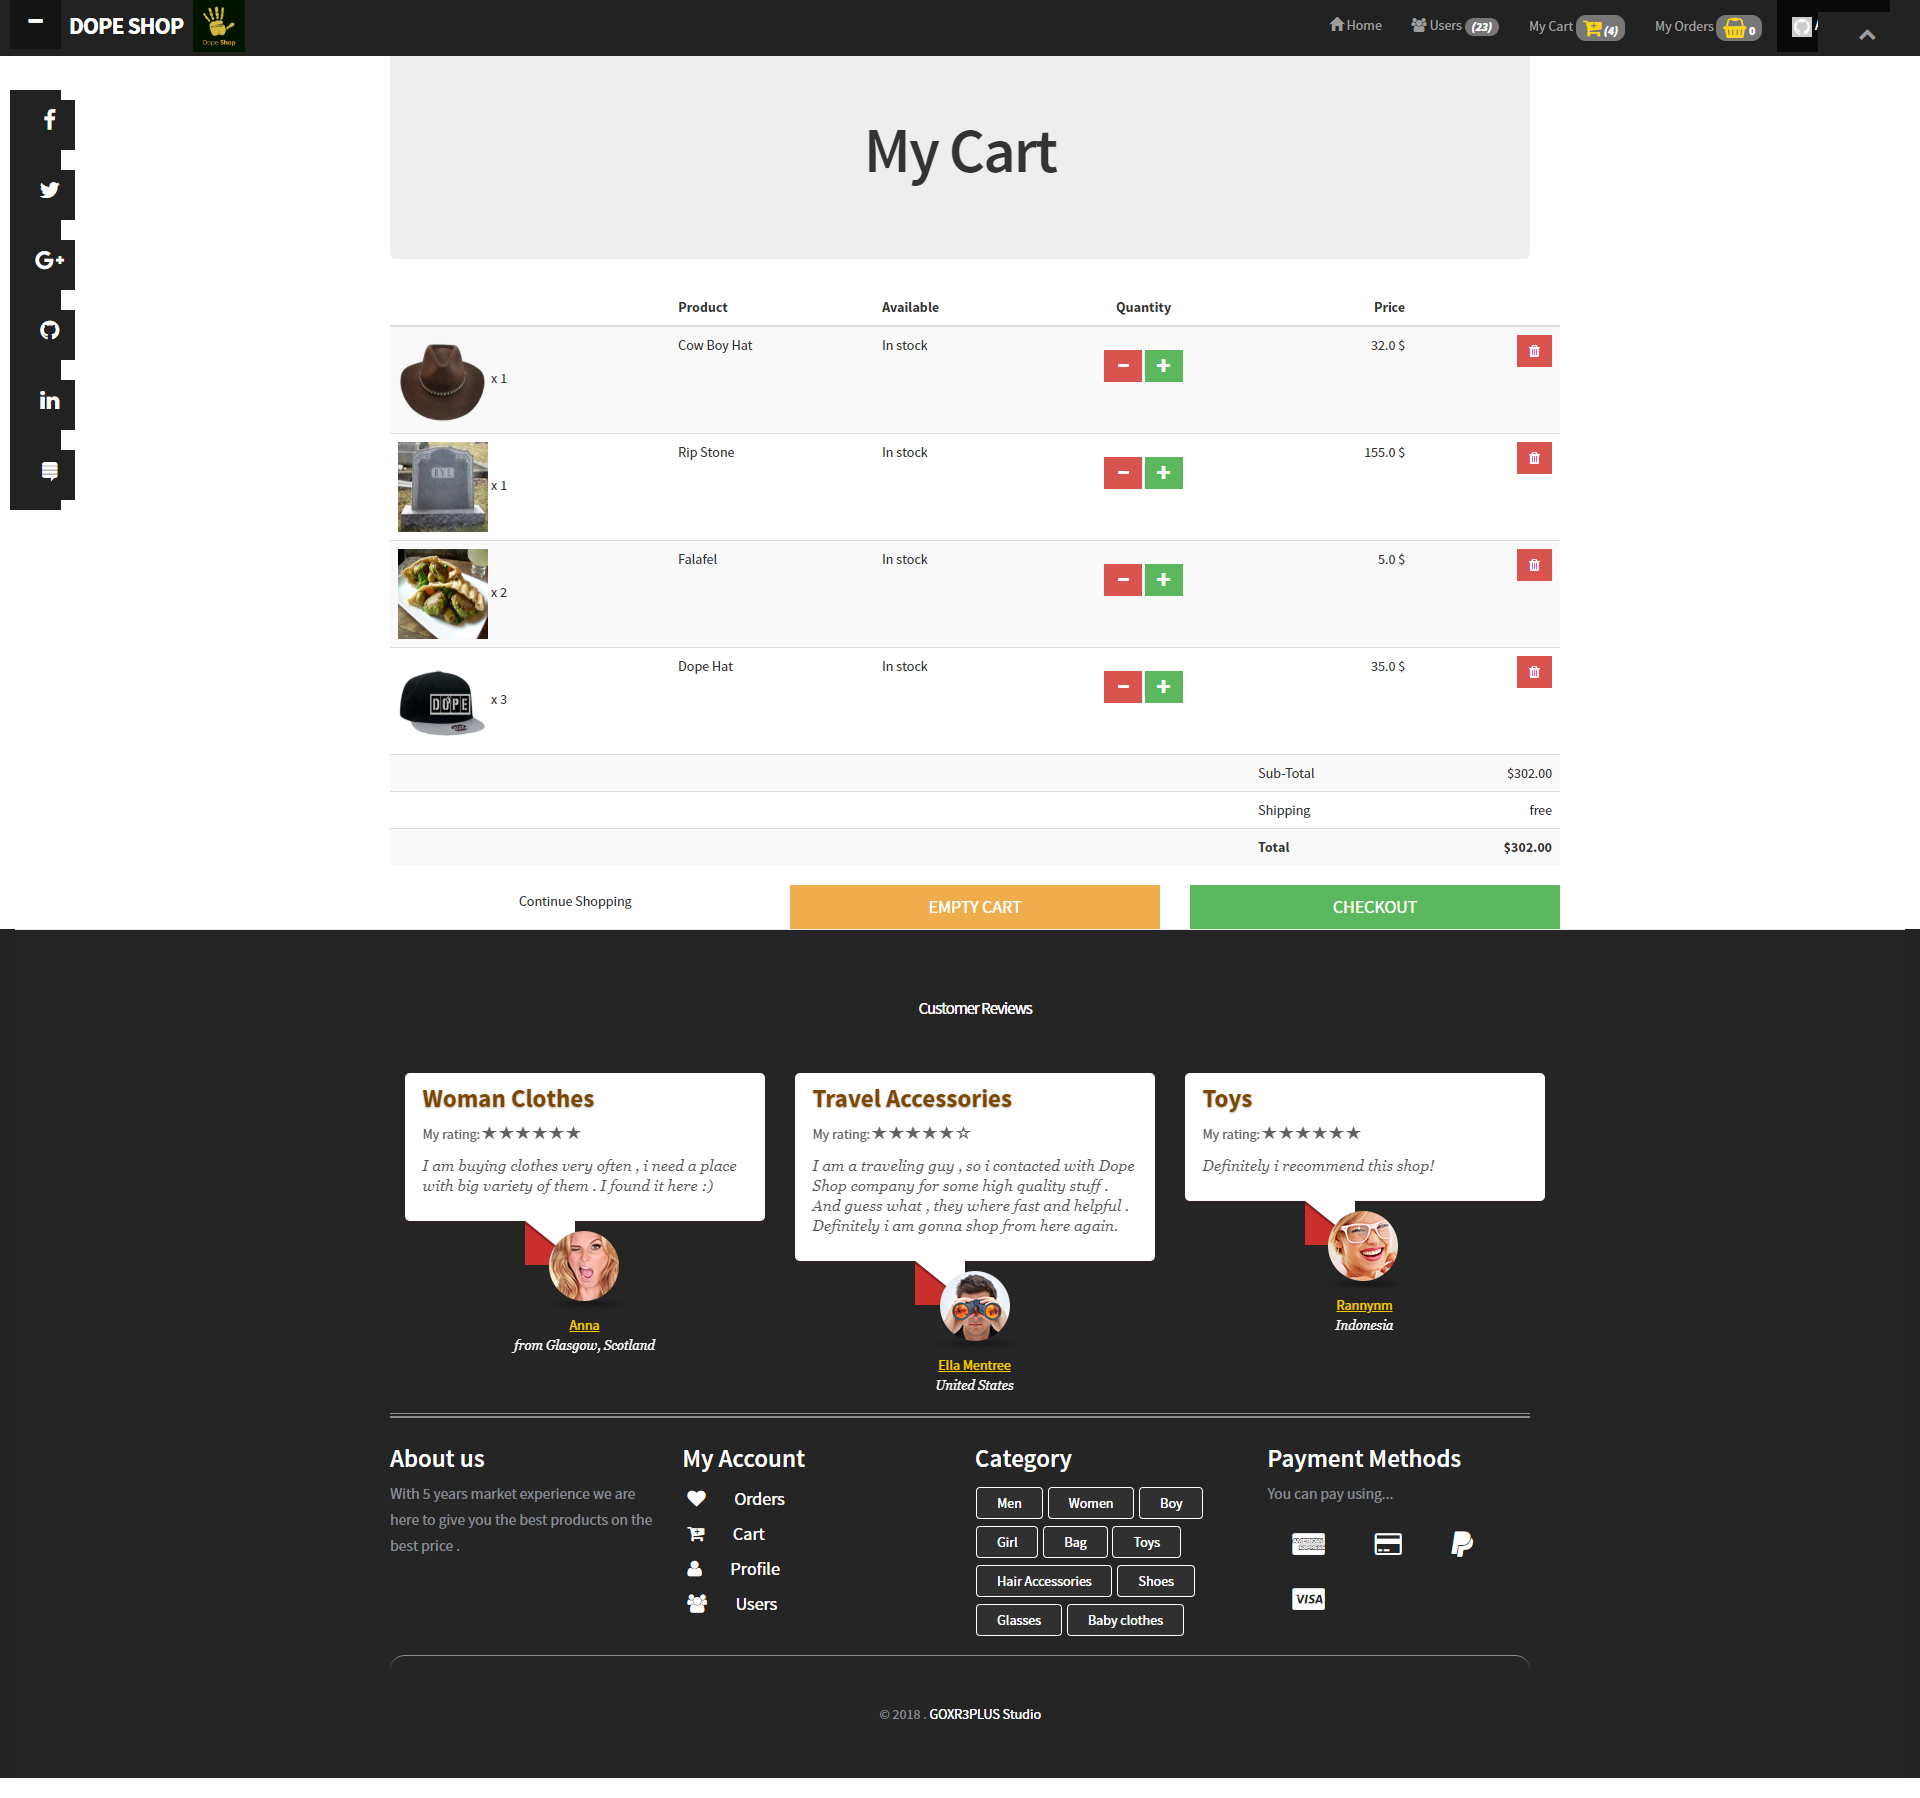 DOPE SHOP
Dope Shop
Home
Users (23)
My Cart (4)
My Orders 0
My Cart
Product Available Quantity Price
x 1 Cow Boy Hat In stock 32.0 $
BYE
x 1 Rip Stone In stock 155.0 $
x 2 Falafel In stock 5.0 $
DOPE
x 3 Dope Hat In stock 35.0 $
Sub-Total $302.00
Shipping free
Total $302.00
Continue Shopping
EMPTY CART
CHECKOUT
Customer Reviews
Woman Clothes
My rating:★★★★★★
I am buying clothes very often , i need a place
with big variety of them . I found it here :)
Anna
from Glasgow, Scotland
Travel Accessories
My rating:★★★★★☆
I am a traveling guy , so i contacted with Dope
Shop company for some high quality stuff .
And guess what , they where fast and helpful .
Definitely i am gonna shop from here again.
Ella Mentree
United States
Toys
My rating:★★★★★★
Definitely i recommend this shop!
Rannynm
Indonesia
About us
With 5 years market experience we are
here to give you the best products on the
best price .
My Account
Orders
Cart
Profile
Users
Category
Men Women Boy
Girl Bag Toys
Hair Accessories Shoes
Glasses Baby clothes
Payment Methods
You can pay using...
AMERICAN
EXPRESS
VISA
© 2018 . GOXR3PLUS Studio